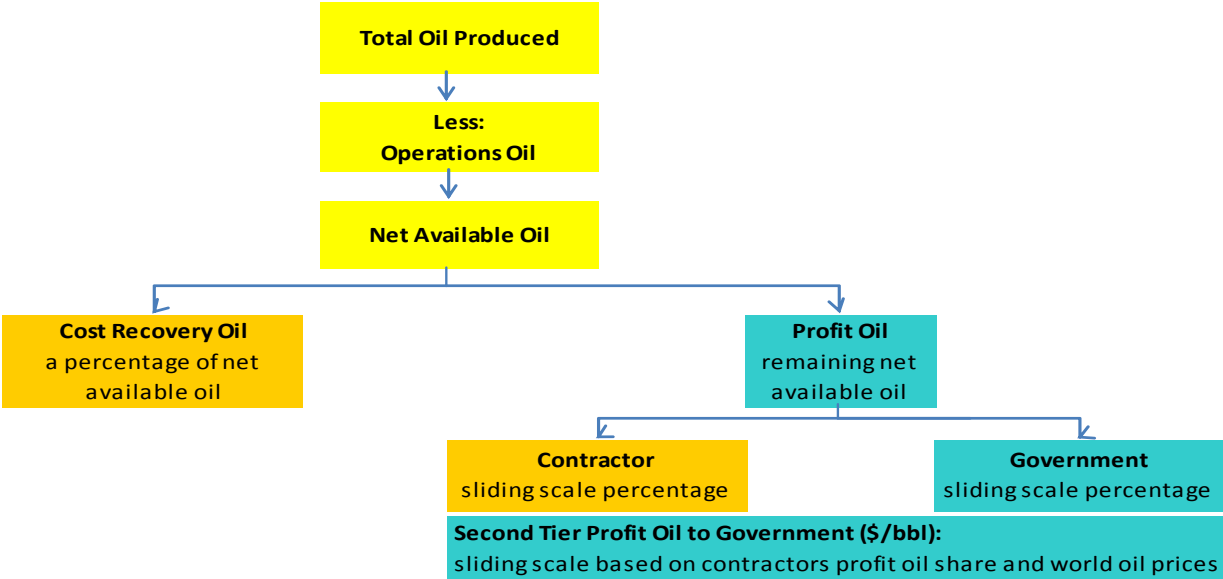 Total Oil Produced
Less:
Operations Oil
Net Available Oil
Cost Recovery Oil
a percentage of net
available oil
Profit Oil
remaining net
available oil
Contractor
sliding scale percentage
Government
sliding scale percentage
Second Tier Profit Oil to Government ($/bbl):
sliding scale based on contractors profit oil share and world oil prices